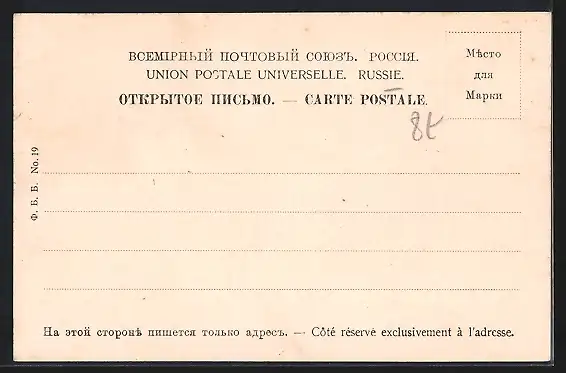 ВСЕМІРНЫЙ ПОЧТОВЫЙ СОЮЗЪ. РОССІЯ.
UNION POSTALE UNIVERSELLE. RUSSIE.
ОТКРЫТОЕ ПИСЬМО. — CARTE POSTALE.
Мѣсто
для
Марки
8t
Ф. Б. Б. No. 19
На этой сторонѣ пишется только адресъ. — Côté réservé exclusivement à l'adresse.